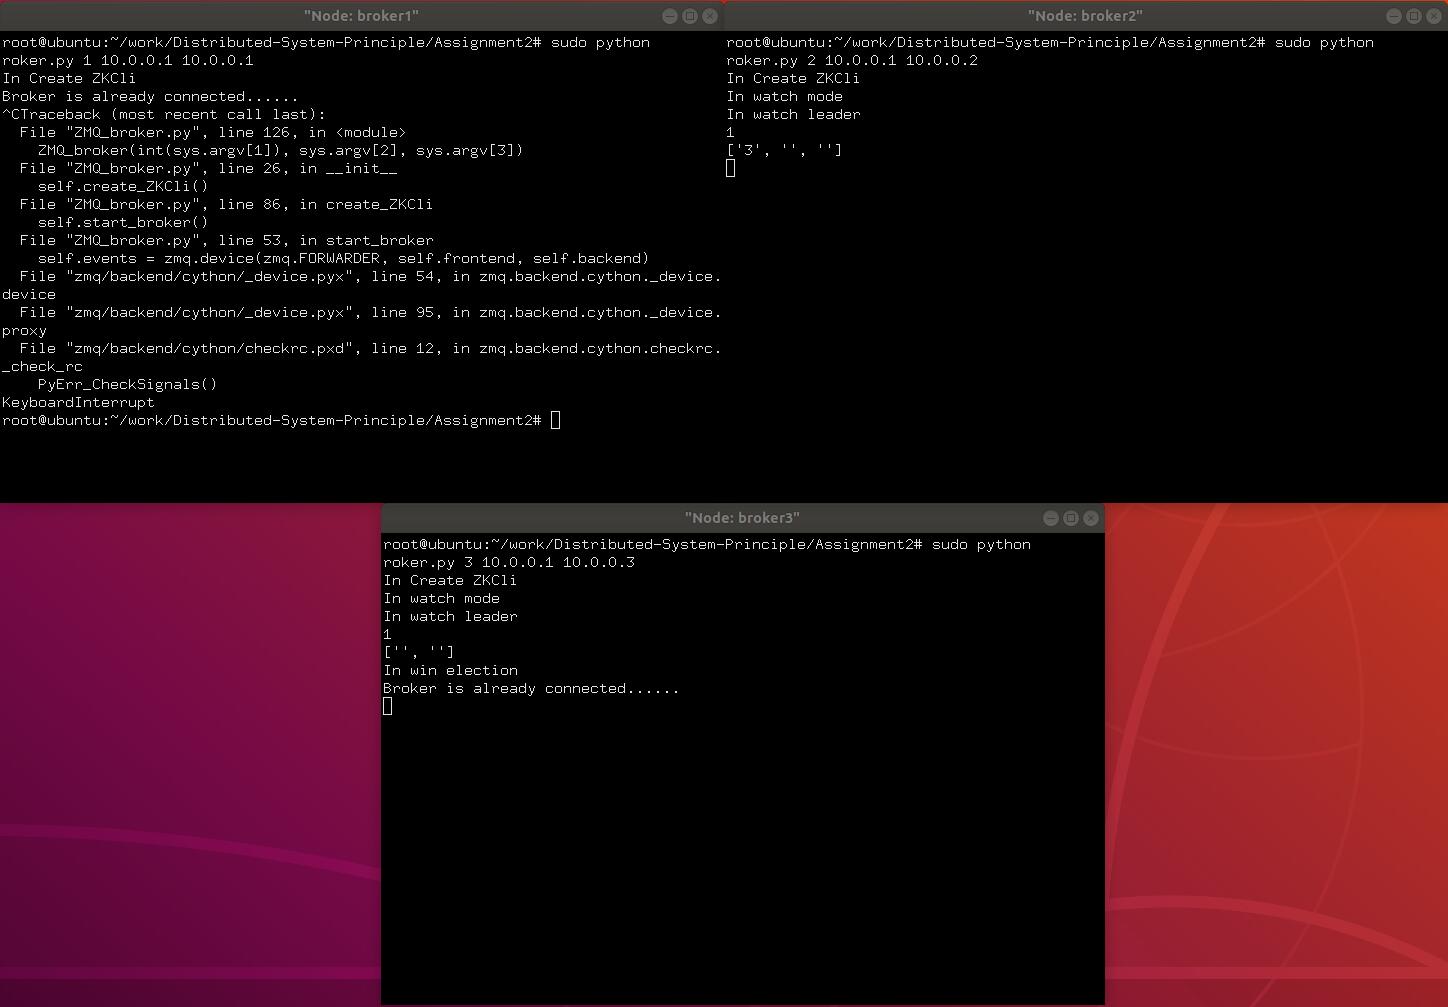 "Node: broker1"
root@ubuntu:~/work/Distributed-System-Principle/Assignment2# sudo python
roker.py 1 10.0.0.1 10.0.0.1
In Create ZKCli
Broker is already connected......
^CTraceback (most recent call last):
  File "ZMQ_broker.py", line 126, in <module>
    ZMQ_broker(int(sys.argv[1]), sys.argv[2], sys.argv[3])
  File "ZMQ_broker.py", line 26, in __init__
    self.create_ZKCli()
  File "ZMQ_broker.py", line 86, in create_ZKCli
    self.start_broker()
  File "ZMQ_broker.py", line 53, in start_broker
    self.events = zmq.device(zmq.FORWARDER, self.frontend, self.backend)
  File "zmq/backend/cython/_device.pyx", line 54, in zmq.backend.cython._device.
device
  File "zmq/backend/cython/_device.pyx", line 95, in zmq.backend.cython._device.
proxy
  File "zmq/backend/cython/checkrc.pxd", line 12, in zmq.backend.cython.checkrc.
_check_rc
    PyErr_CheckSignals()
KeyboardInterrupt
root@ubuntu:~/work/Distributed-System-Principle/Assignment2#
"Node: broker2"
root@ubuntu:~/work/Distributed-System-Principle/Assignment2# sudo python
roker.py 2 10.0.0.1 10.0.0.2
In Create ZKCli
In watch mode
In watch leader
1
['3', '', '']
"Node: broker3"
root@ubuntu:~/work/Distributed-System-Principle/Assignment2# sudo python
roker.py 3 10.0.0.1 10.0.0.3
In Create ZKCli
In watch mode
In watch leader
1
['', '']
In win election
Broker is already connected......